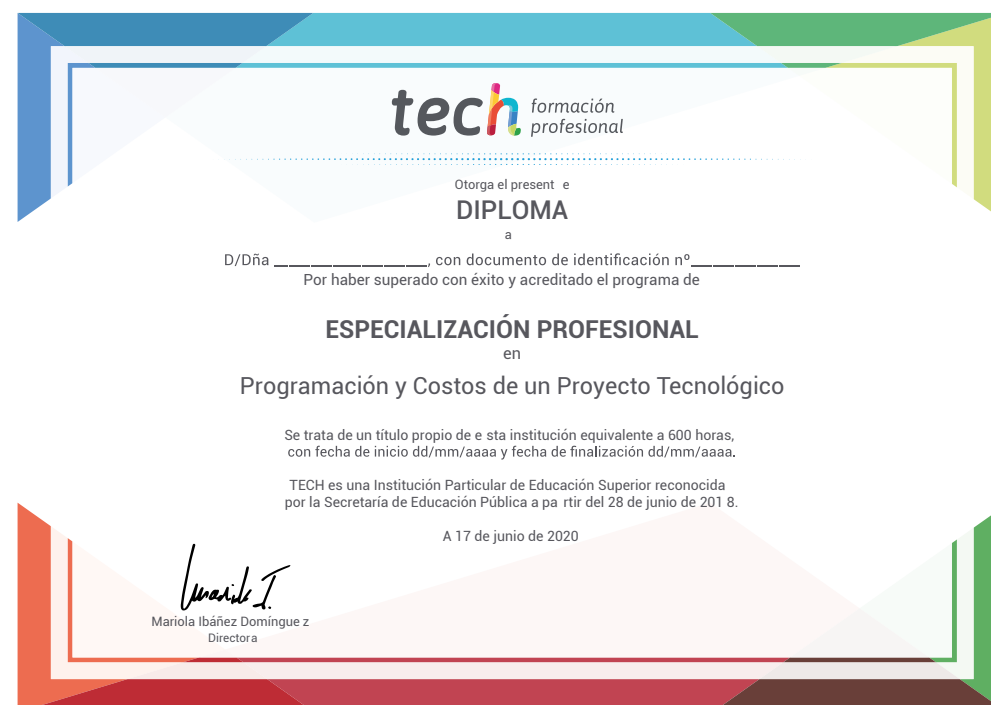 tech formación
profesional
Otorga el present e
DIPLOMA
a
D/Dña ______________, con documento de identificación nº__________
Por haber superado con éxito y acreditado el programa de
ESPECIALIZACIÓN PROFESIONAL
en
Programación y Costos de un Proyecto Tecnológico
Se trata de un título propio de e sta institución equivalente a 600 horas,
con fecha de inicio dd/mm/aaaa y fecha de finalización dd/mm/aaaa.
TECH es una Institución Particular de Educación Superior reconocida
por la Secretaría de Educación Pública a pa rtir del 28 de junio de 201 8.
A 17 de junio de 2020
Mariola Ibáñez Domíngue z
Directora